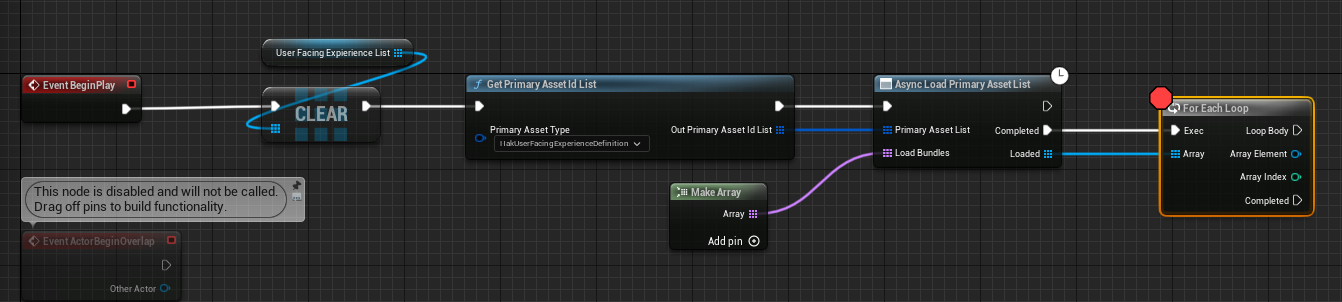 User Facing Expierience List
Event BeginPlay
CLEAR
Get Primary Asset Id List
Primary Asset Type
HakUserFacingExperienceDefinition
Out Primary Asset Id List
Async Load Primary Asset List
Primary Asset List
Completed
Load Bundles
Loaded
For Each Loop
Exec
Loop Body
Array
Array Element
Array Index
Completed
Make Array
Array
Add pin
This node is disabled and will not be called.
Drag off pins to build functionality.
Event ActorBeginOverlap
Other Actor